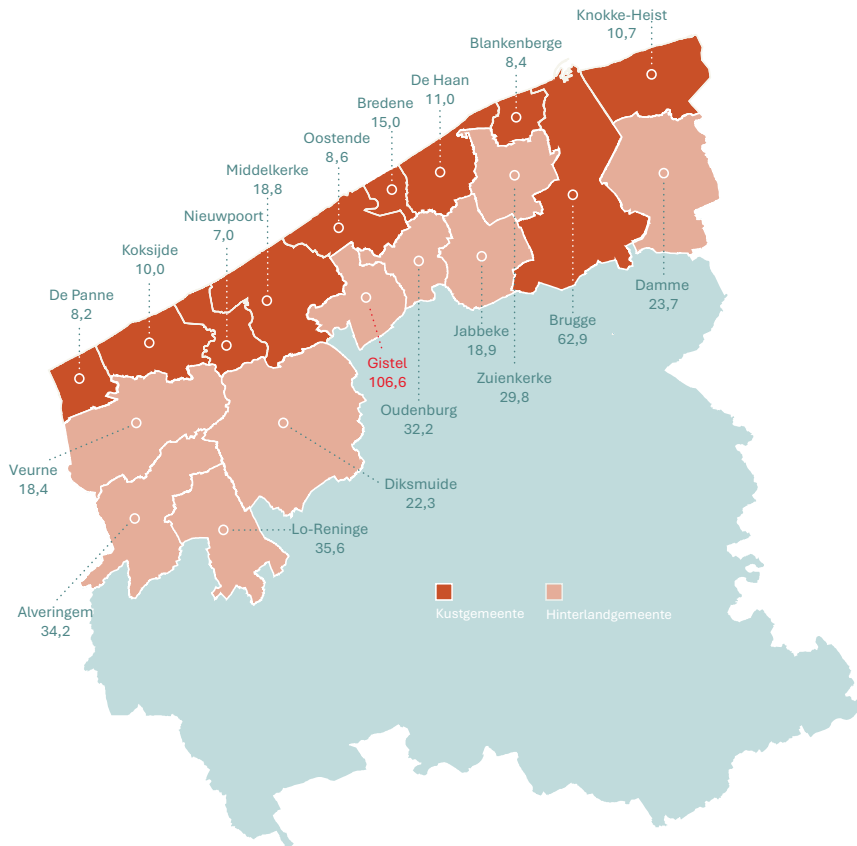 Knokke-Heist
10,7
Blankenberge
8,4
De Haan
11,0
Bredene
15,0
Oostende
8,6
Middelkerke
18,8
Nieuwpoort
7,0
Koksijde
10,0
De Panne
8,2
Damme
23,7
Brugge
62,9
Jabbeke
18,9
Zuienkerke
29,8
Gistel
106,6
Oudenburg
32,2
Veurne
18,4
Diksmuide
22,3
Lo-Reninge
35,6
Alveringem
34,2
Kustgemeente
Hinterlandgemeente